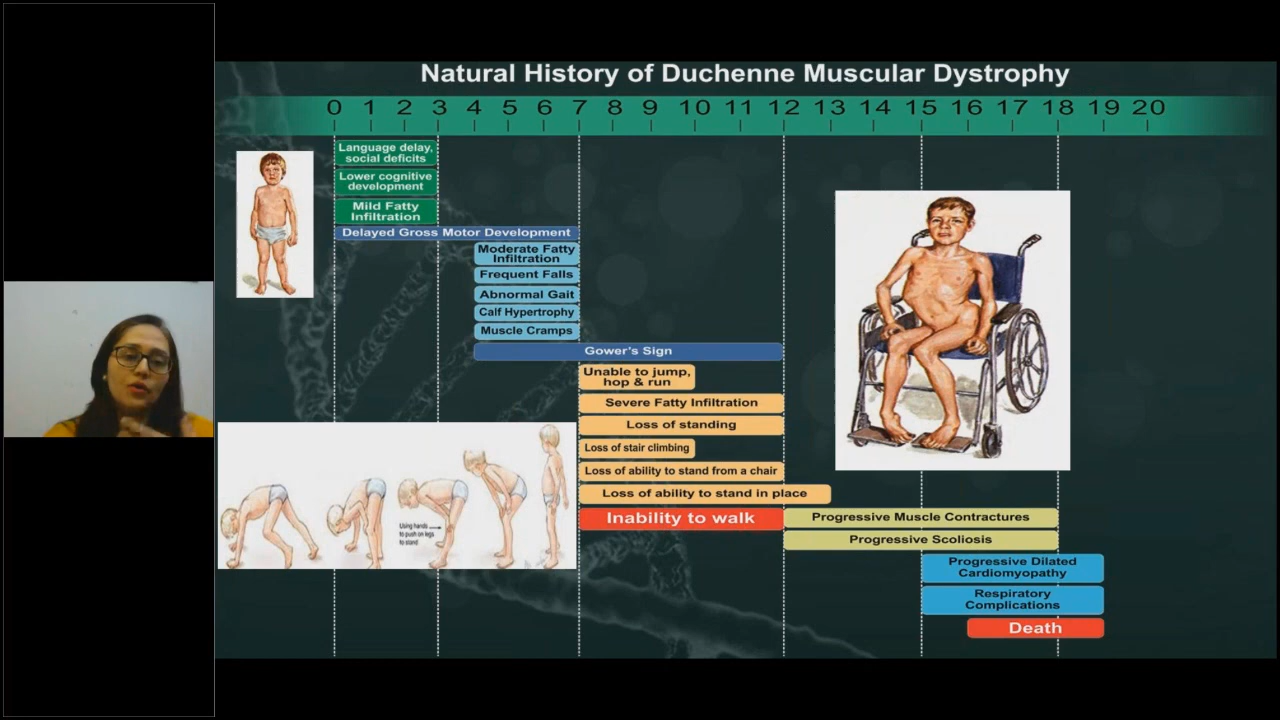 Natural History of Duchenne Muscular Dystrophy
0 1 2 3 4 5 6 7 8 9 10 11 12 13 14 15 16 17 18 19 20
Language delay,
social deficits
Lower cognitive
development
Mild Fatty
Infiltration
Delayed Gross Motor Development
Moderate Fatty
Infiltration
Frequent Falls
Abnormal Gait
Calf Hypertrophy
Muscle Cramps
Gower's Sign
Unable to jump,
hop & run
Severe Fatty Infiltration
Loss of standing
Loss of stair climbing
Loss of ability to stand from a chair
Loss of ability to stand in place
Inability to walk
Progressive Muscle Contractures
Progressive Scoliosis
Progressive Dilated
Cardiomyopathy
Respiratory
Complications
Death
Using hands
to push on legs
to stand